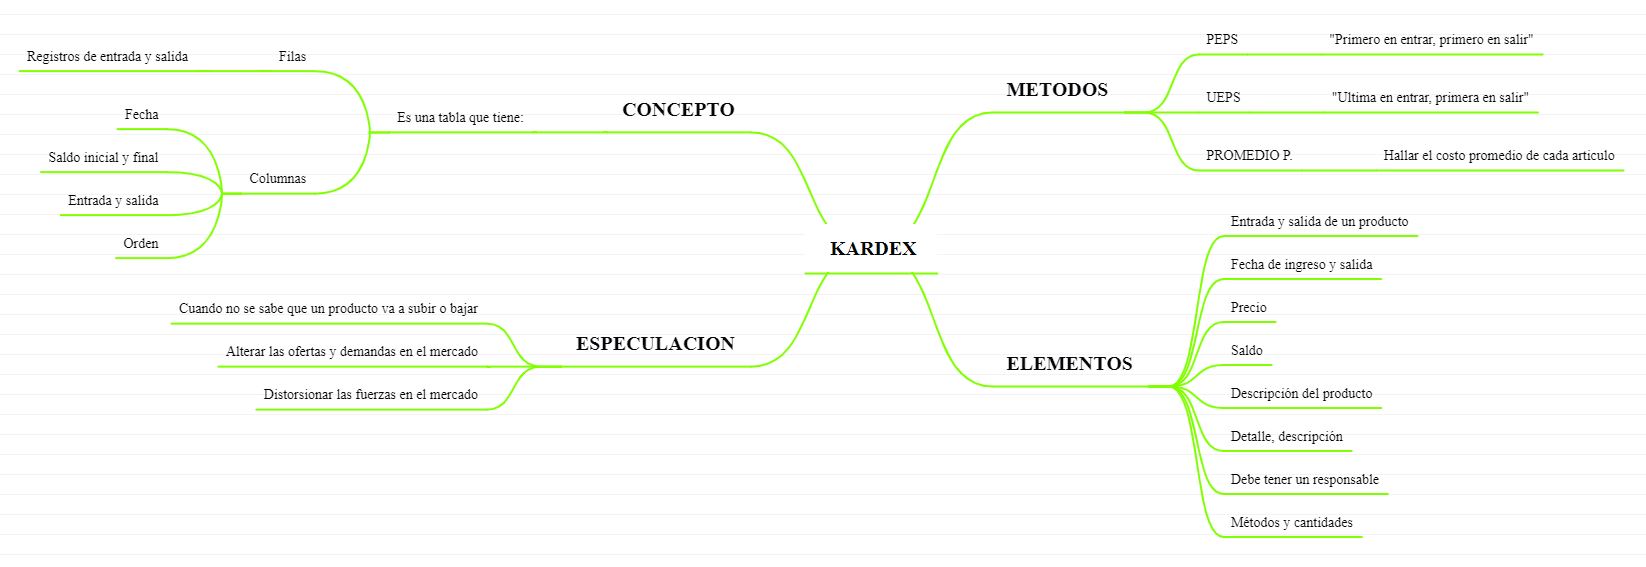 KARDEX
CONCEPTO
Es una tabla que tiene:
Filas
Registros de entrada y salida
Columnas
Fecha
Saldo inicial y final
Entrada y salida
Orden
ESPECULACION
Cuando no se sabe que un producto va a subir o bajar
Alterar las ofertas y demandas en el mercado
Distorsionar las fuerzas en el mercado
METODOS
PEPS
"Primero en entrar, primero en salir"
UEPS
"Ultima en entrar, primera en salir"
PROMEDIO P.
Hallar el costo promedio de cada articulo
ELEMENTOS
Entrada y salida de un producto
Fecha de ingreso y salida
Precio
Saldo
Descripción del producto
Detalle, descripción
Debe tener un responsable
Métodos y cantidades